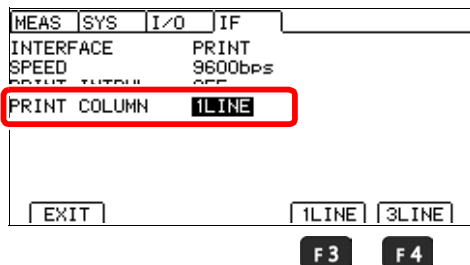 MEAS SYS I/O IF
INTERFACE PRINT
SPEED 9600bps
PRINT COLUMN 1LINE
EXIT 1LINE 3LINE
F3 F4